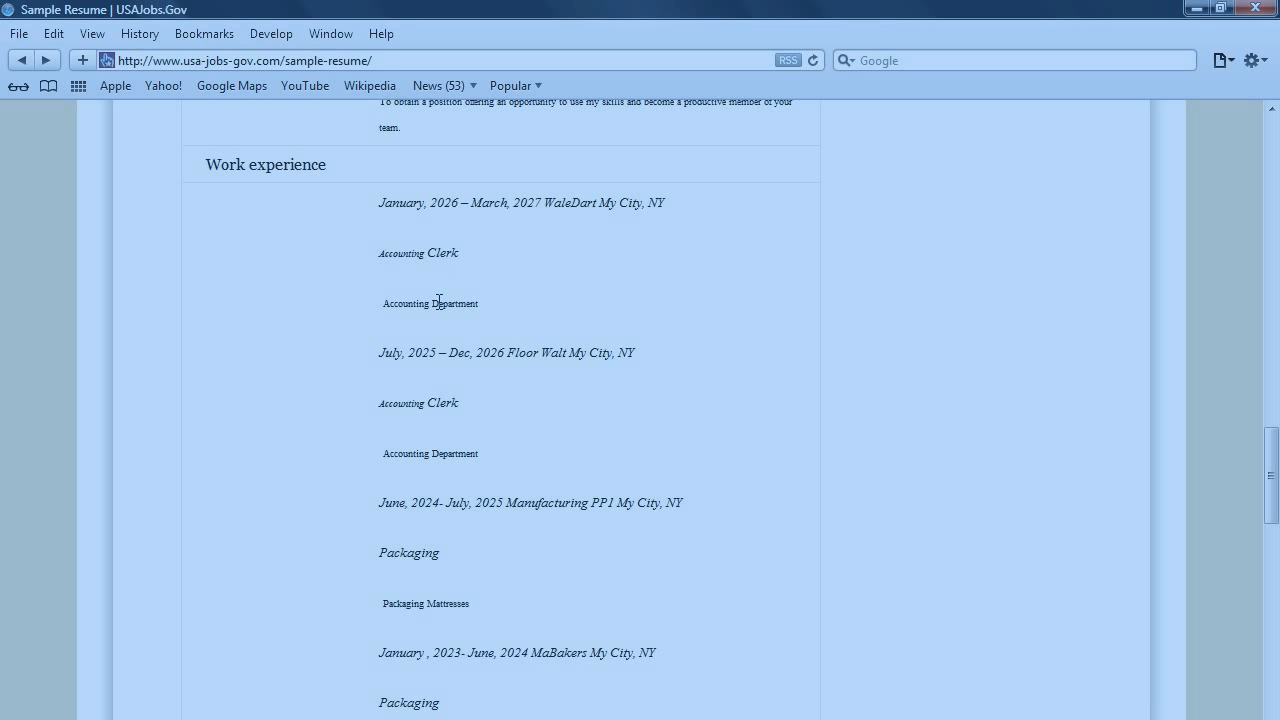 Sample Resume | USAJobs.Gov
File Edit View History Bookmarks Develop Window Help
http://www.usa-jobs-gov.com/sample-resume/ RSS Google
Apple Yahoo! Google Maps YouTube Wikipedia News (53) Popular
To obtain a position offering an opportunity to use my skills and become a productive member of your
team.
Work experience
January, 2026 – March, 2027 WaleDart My City, NY
Accounting Clerk
Accounting Department
July, 2025 – Dec, 2026 Floor Walt My City, NY
Accounting Clerk
Accounting Department
June, 2024- July, 2025 Manufacturing PP1 My City, NY
Packaging
Packaging Mattresses
January , 2023- June, 2024 MaBakers My City, NY
Packaging